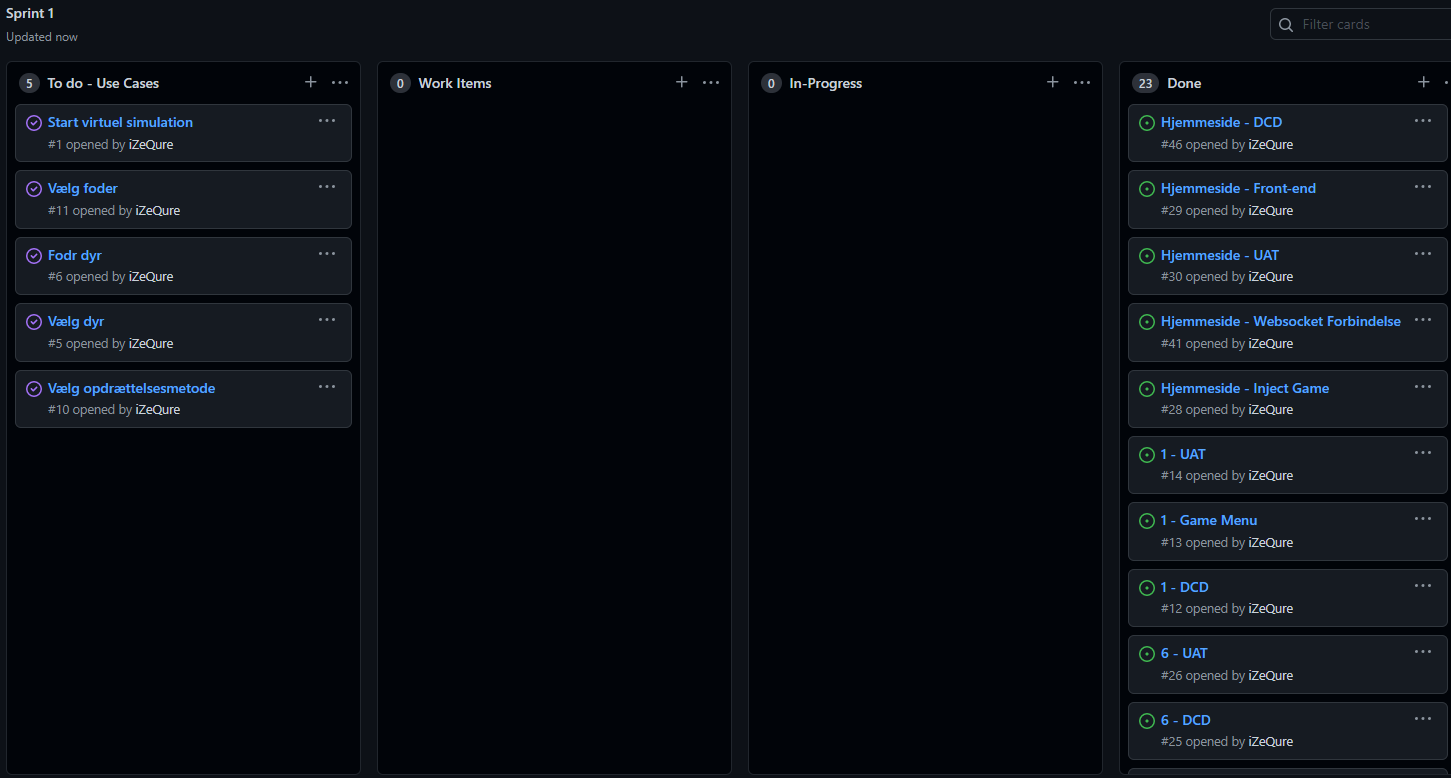 Sprint 1
Updated now
Filter cards
5 To do - Use Cases
Start virtuel simulation
#1 opened by iZeQure
Vælg foder
#11 opened by iZeQure
Fodr dyr
#6 opened by iZeQure
Vælg dyr
#5 opened by iZeQure
Vælg opdrættelsesmetode
#10 opened by iZeQure
0 Work Items
0 In-Progress
23 Done
Hjemmeside - DCD
#46 opened by iZeQure
Hjemmeside - Front-end
#29 opened by iZeQure
Hjemmeside - UAT
#30 opened by iZeQure
Hjemmeside - Websocket Forbindelse
#41 opened by iZeQure
Hjemmeside - Inject Game
#28 opened by iZeQure
1 - UAT
#14 opened by iZeQure
1 - Game Menu
#13 opened by iZeQure
1 - DCD
#12 opened by iZeQure
6 - UAT
#26 opened by iZeQure
6 - DCD
#25 opened by iZeQure